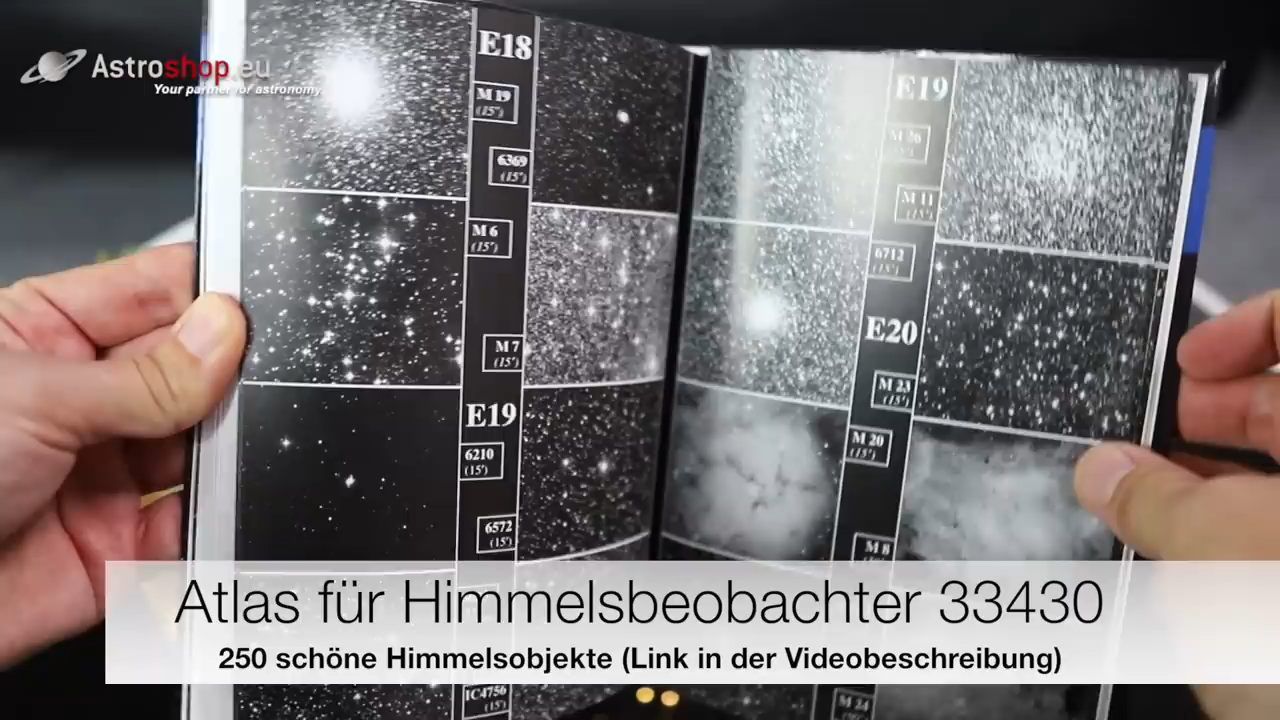 Astroshop.eu
Your partner for astronomy
E18
M 19
(15')
6369
(15')
M 6
(15')
M 7
(15')
E19
6210
(15')
6572
(15')
IC4756
(15')
E19
M 26
M 11
(15')
6712
(15')
E20
M 23
(15')
M 20
(15')
M 8
M 24
Atlas für Himmelsbeobachter 33430
250 schöne Himmelsobjekte (Link in der Videobeschreibung)